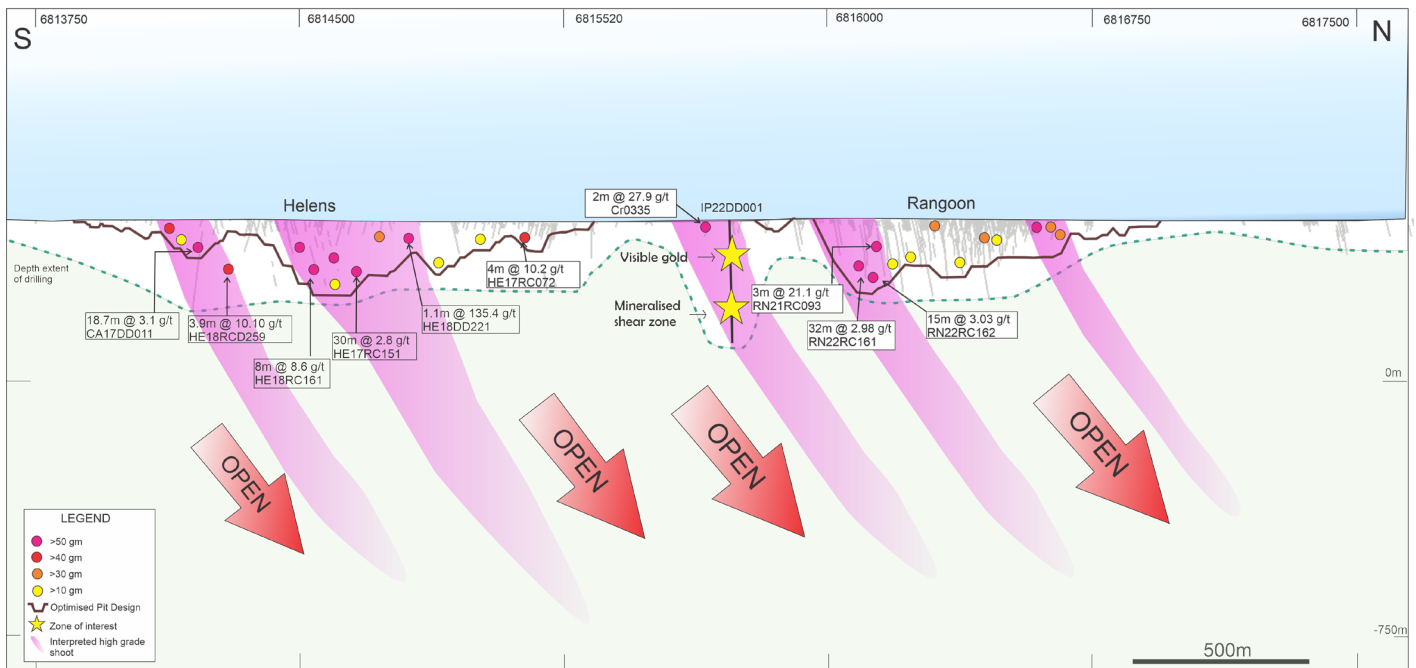 6813750
6814500
6815520
6816000
6816750
6817500
S
N
Helens
2m @ 27.9 g/t
Cr0335
IP22DD001
Rangoon
Visible gold
Mineralised
shear zone
Depth extent
of drilling
18.7m @ 3.1 g/t
CA17DD011
3.9m @ 10.10 g/t
HE18RCD259
8m @ 8.6 g/t
HE18RC161
30m @ 2.8 g/t
HE17RC151
1.1m @ 135.4 g/t
HE18DD221
4m @ 10.2 g/t
HE17RC072
3m @ 21.1 g/t
RN21RC093
32m @ 2.98 g/t
RN22RC161
15m @ 3.03 g/t
RN22RC162
0m
OPEN
OPEN
OPEN
OPEN
LEGEND
>50 gm
>40 gm
>30 gm
>10 gm
Optimised Pit Design
Zone of interest
Interpreted high grade
shoot
-750m
500m